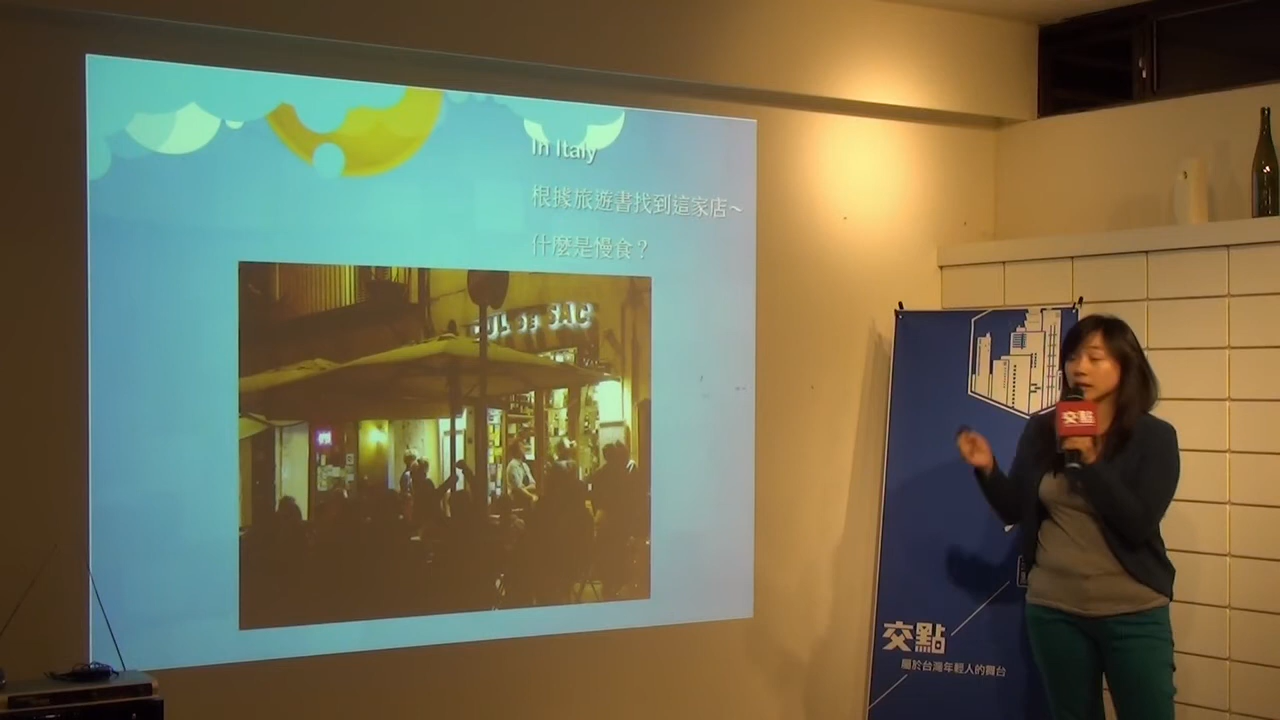 In Italy
根據旅遊書找到這家店～
什麼是慢食？
CUL DE SAC
交點
交點
屬於台灣年輕人的舞台